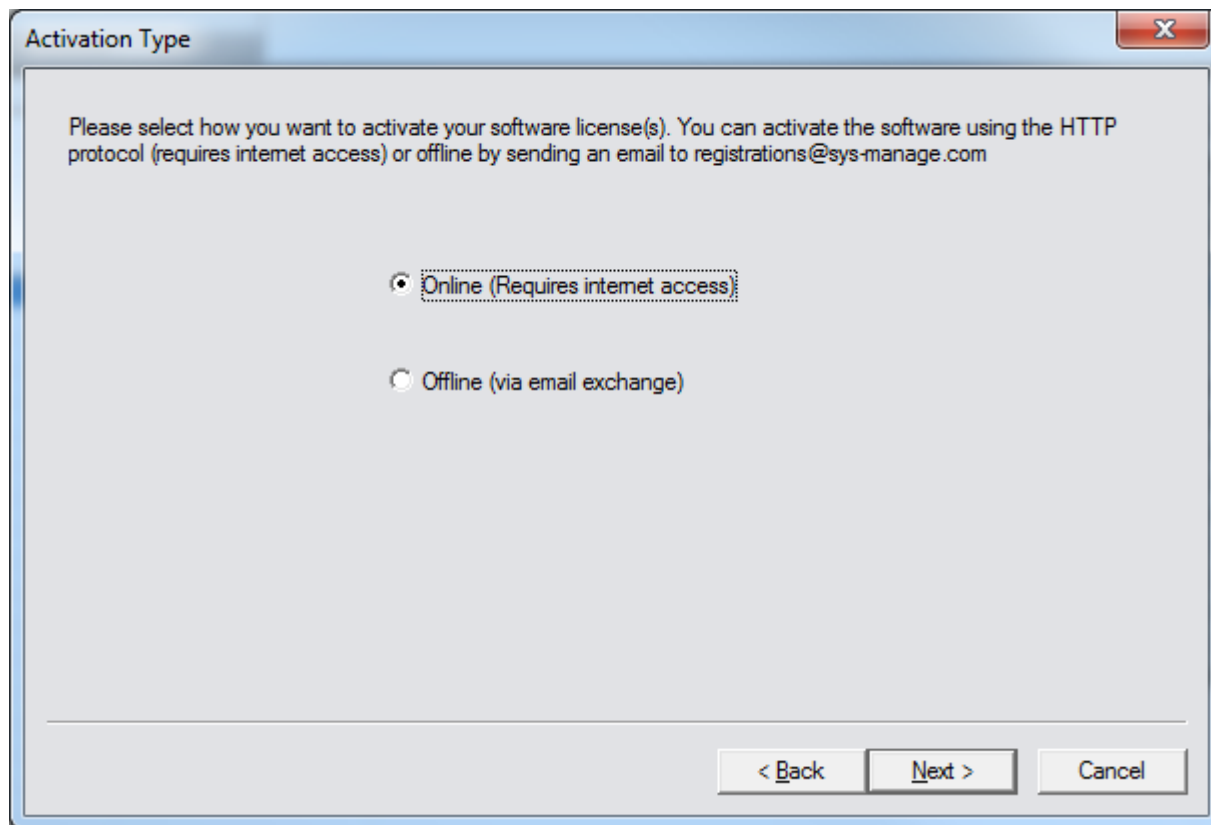 Activation Type
Please select how you want to activate your software license(s). You can activate the software using the HTTP
protocol (requires internet access) or offline by sending an email to registrations@sys-manage.com
Online (Requires internet access)
Offline (via email exchange)
< Back Next > Cancel